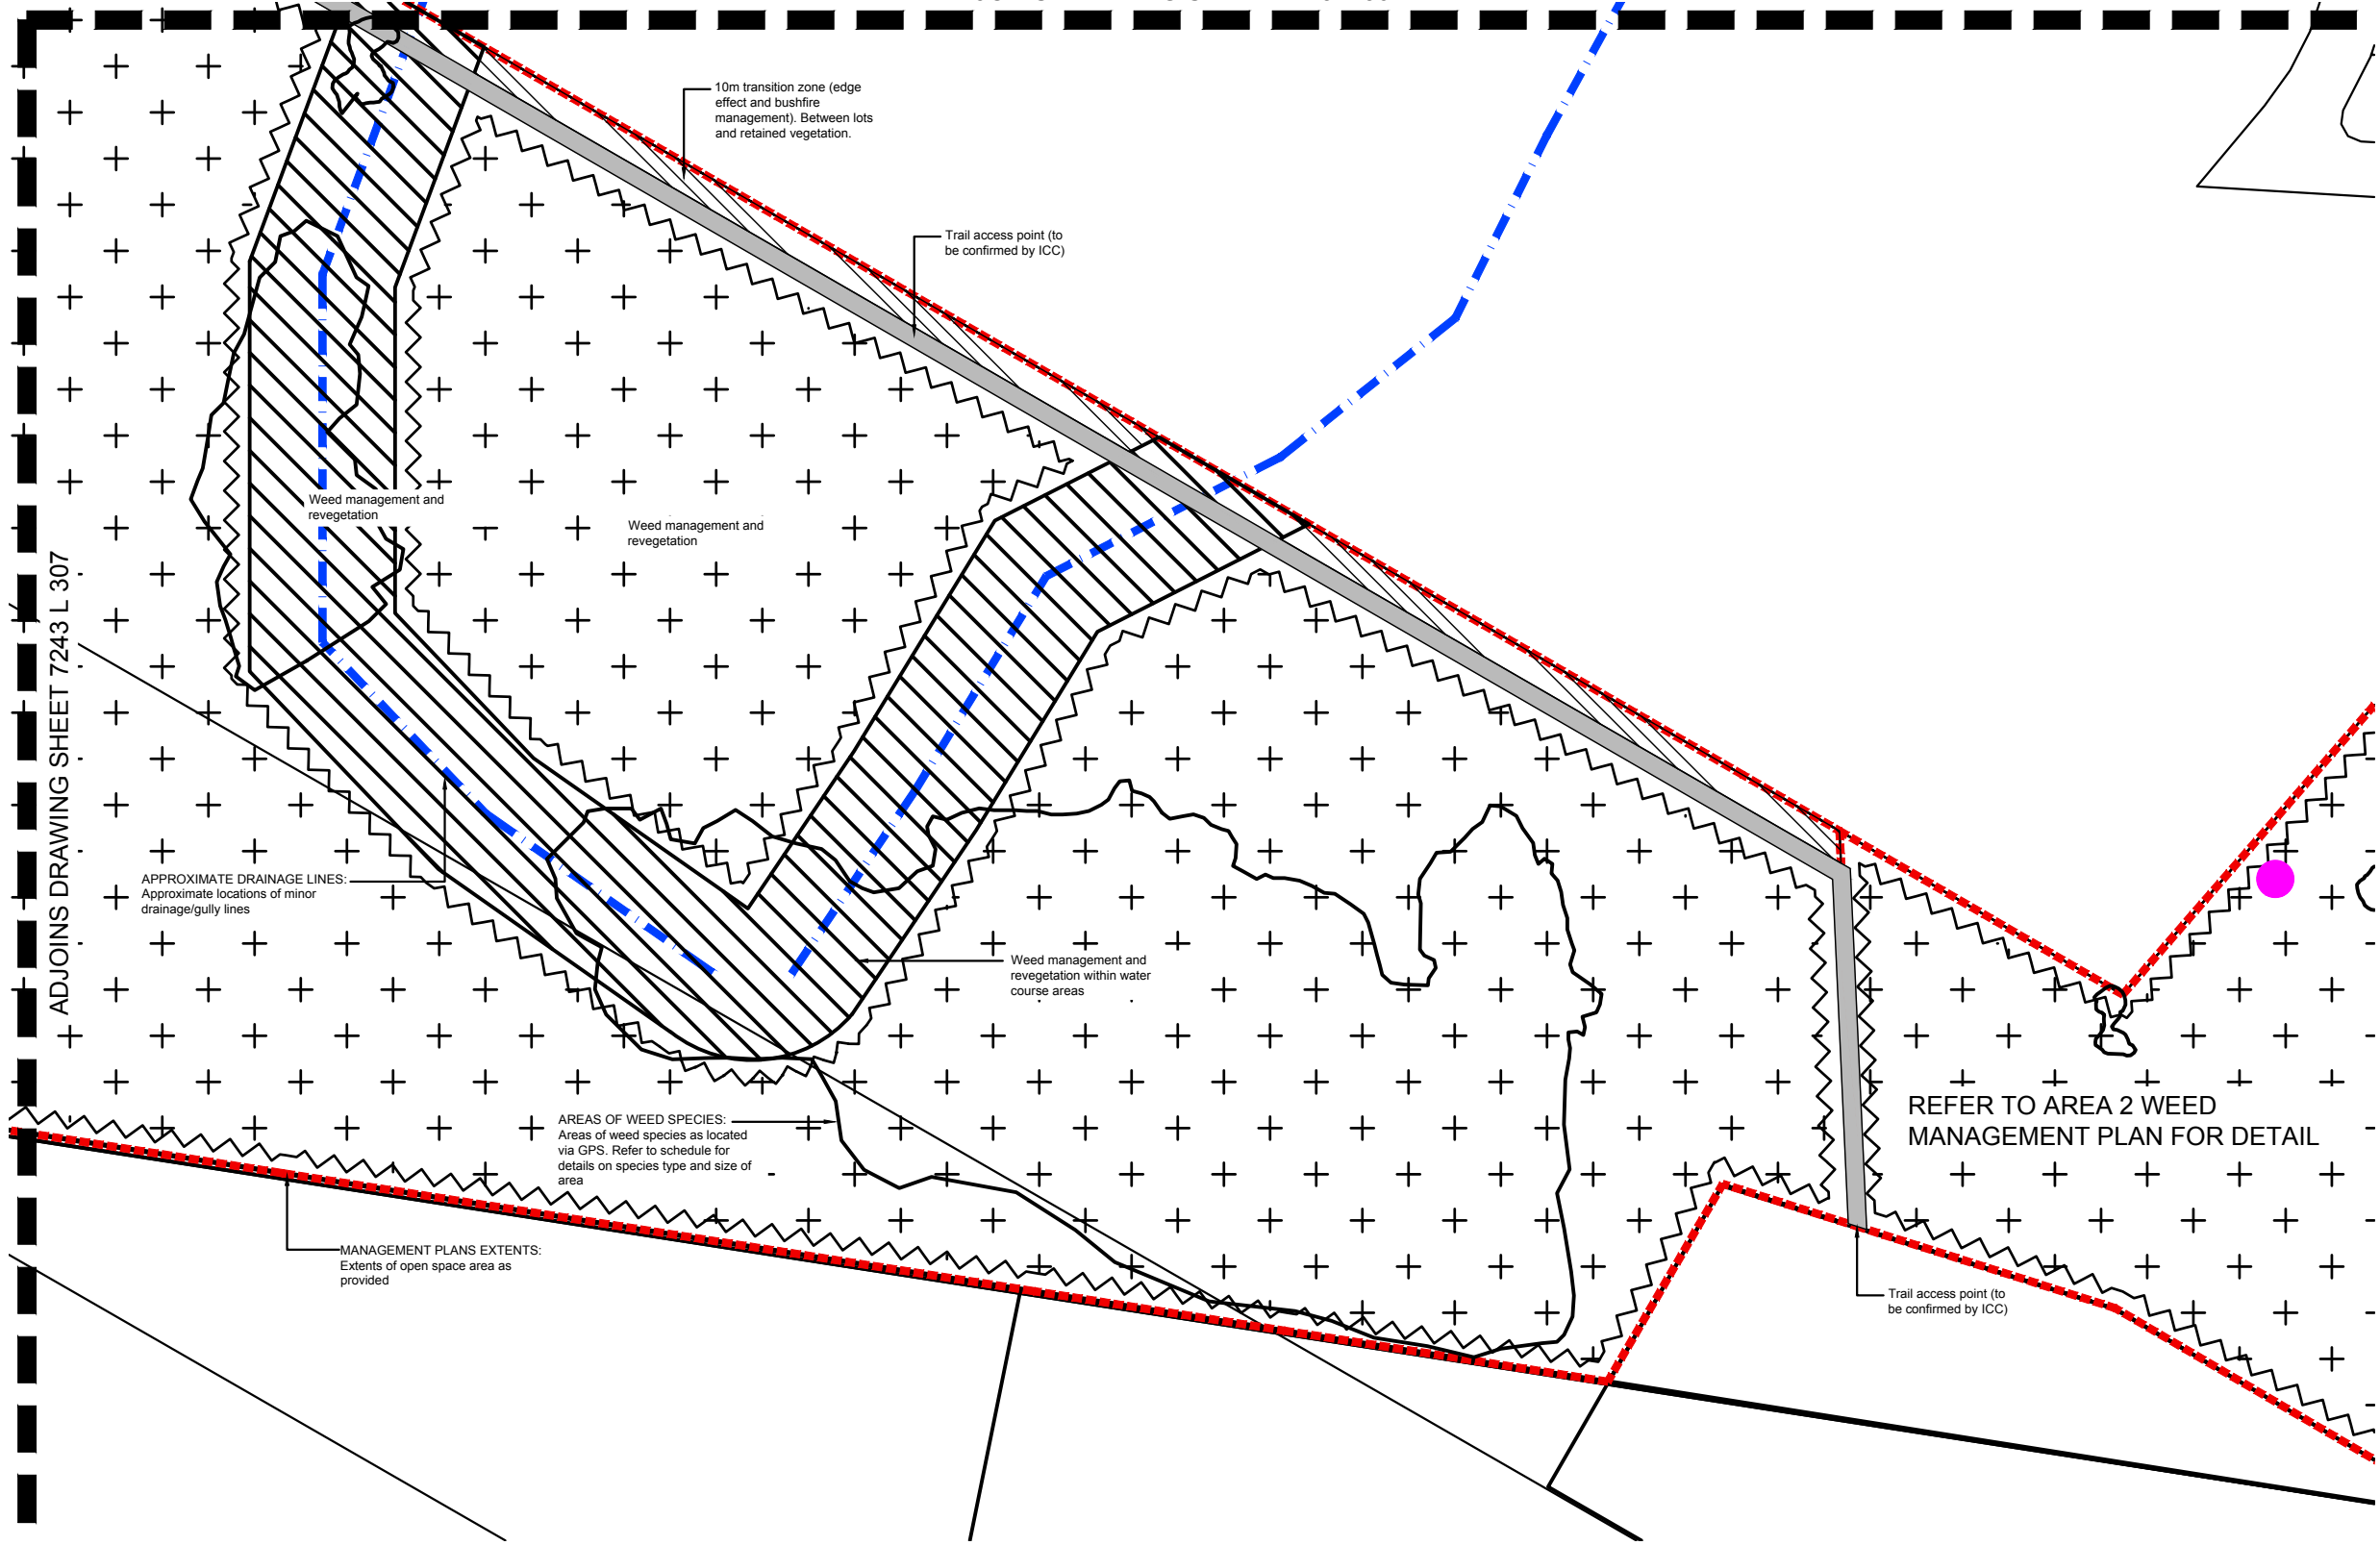 10m transition zone (edge
effect and bushfire
management). Between lots
and retained vegetation.
Trail access point (to
be confirmed by ICC)
Weed management and
revegetation
Weed management and
revegetation
ADJOINS DRAWING SHEET 7243 L 307
APPROXIMATE DRAINAGE LINES:
Approximate locations of minor
drainage/gully lines
Weed management and
revegetation within water
course areas
AREAS OF WEED SPECIES:
Areas of weed species as located
via GPS. Refer to schedule for
details on species type and size of
area
REFER TO AREA 2 WEED
MANAGEMENT PLAN FOR DETAIL
MANAGEMENT PLANS EXTENTS:
Extents of open space area as
provided
Trail access point (to
be confirmed by ICC)